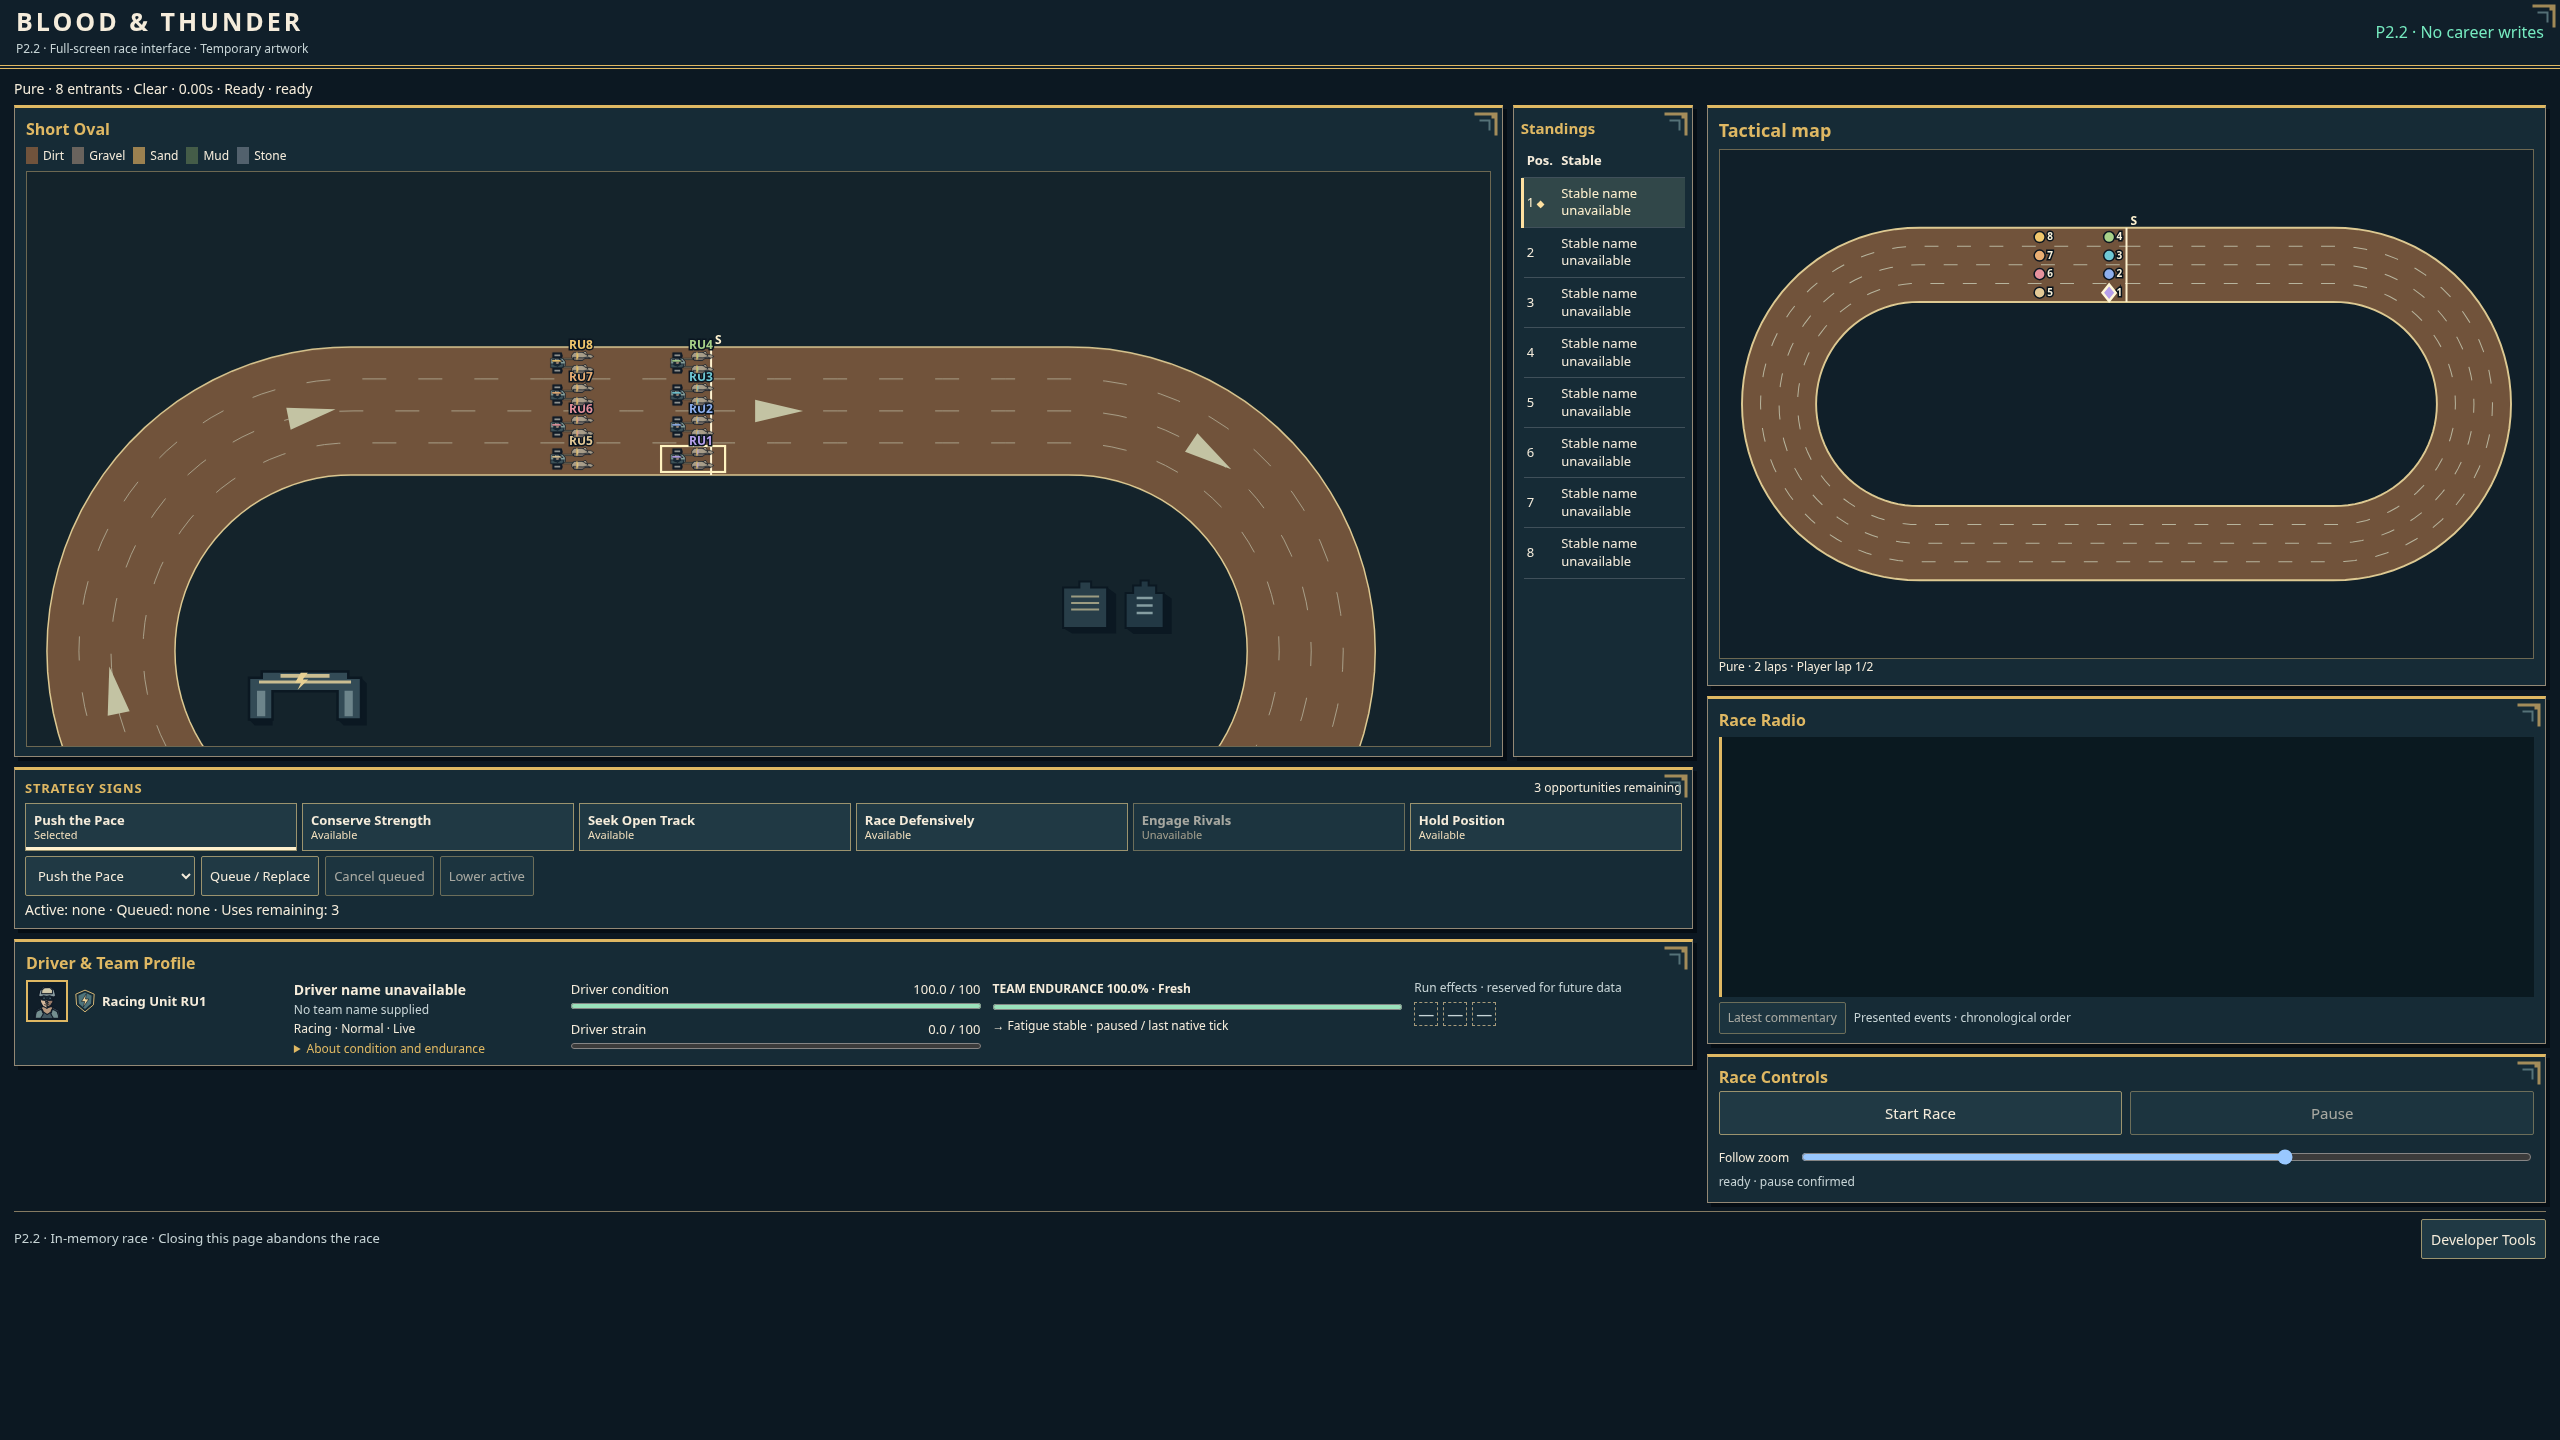 BLOOD & THUNDER
P2.2 · Full-screen race interface · Temporary artwork
P2.2 · No career writes
Pure · 8 entrants · Clear · 0.00s · Ready · ready
Short Oval
Dirt Gravel Sand Mud Stone
S
RU8 RU4
RU7 RU3
RU6 RU2
RU5 RU1
Standings
Pos. Stable
1 Stable name unavailable
2 Stable name unavailable
3 Stable name unavailable
4 Stable name unavailable
5 Stable name unavailable
6 Stable name unavailable
7 Stable name unavailable
8 Stable name unavailable
Tactical map
S
8 4
7 3
6 2
5 1
Pure · 2 laps · Player lap 1/2
STRATEGY SIGNS
3 opportunities remaining
Push the Pace
Selected
Conserve Strength
Available
Seek Open Track
Available
Race Defensively
Available
Engage Rivals
Unavailable
Hold Position
Available
Push the Pace
Queue / Replace
Cancel queued
Lower active
Active: none · Queued: none · Uses remaining: 3
Driver & Team Profile
Racing Unit RU1
Driver name unavailable
No team name supplied
Racing · Normal · Live
About condition and endurance
Driver condition 100.0 / 100
Driver strain 0.0 / 100
TEAM ENDURANCE 100.0% · Fresh
→ Fatigue stable · paused / last native tick
Run effects · reserved for future data
— — —
Race Radio
Latest commentary
Presented events · chronological order
Race Controls
Start Race
Pause
Follow zoom
ready · pause confirmed
P2.2 · In-memory race · Closing this page abandons the race
Developer Tools